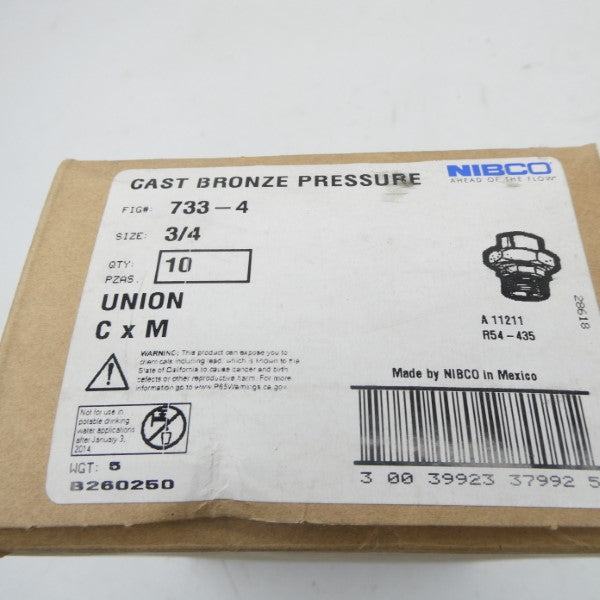 CAST BRONZE PRESSURE
NIBCO
AHEAD OF THE FLOW
FIG#: 733-4
SIZE: 3/4
QTY: 10
PZAS.
UNION
C x M
A 11211
R54-435
28618
WARNING: This product can expose you to
chemicals including lead, which is known to the
State of California to cause cancer and birth
defects or other reproductive harm. For more
information go to www.P65Warnings.ca.gov.
Made by NIBCO in Mexico
Not for use in
potable drinking
water applications
after January 3,
2014
WGT: 5
B260250
3 00 39923 37992 5